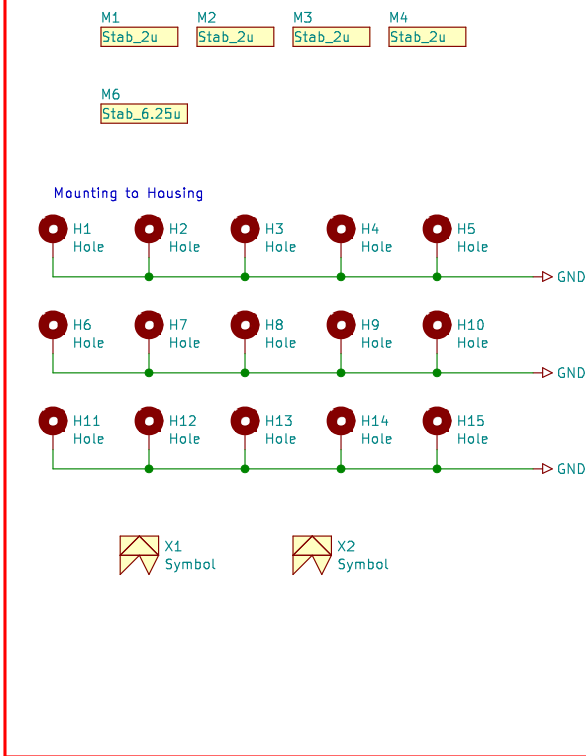 M1 M2 M3 M4
Stab_2u Stab_2u Stab_2u Stab_2u
M6
Stab_6.25u
Mounting to Housing
H1 H2 H3 H4 H5
Hole Hole Hole Hole Hole
GND
H6 H7 H8 H9 H10
Hole Hole Hole Hole Hole
GND
H11 H12 H13 H14 H15
Hole Hole Hole Hole Hole
GND
X1 X2
Symbol Symbol